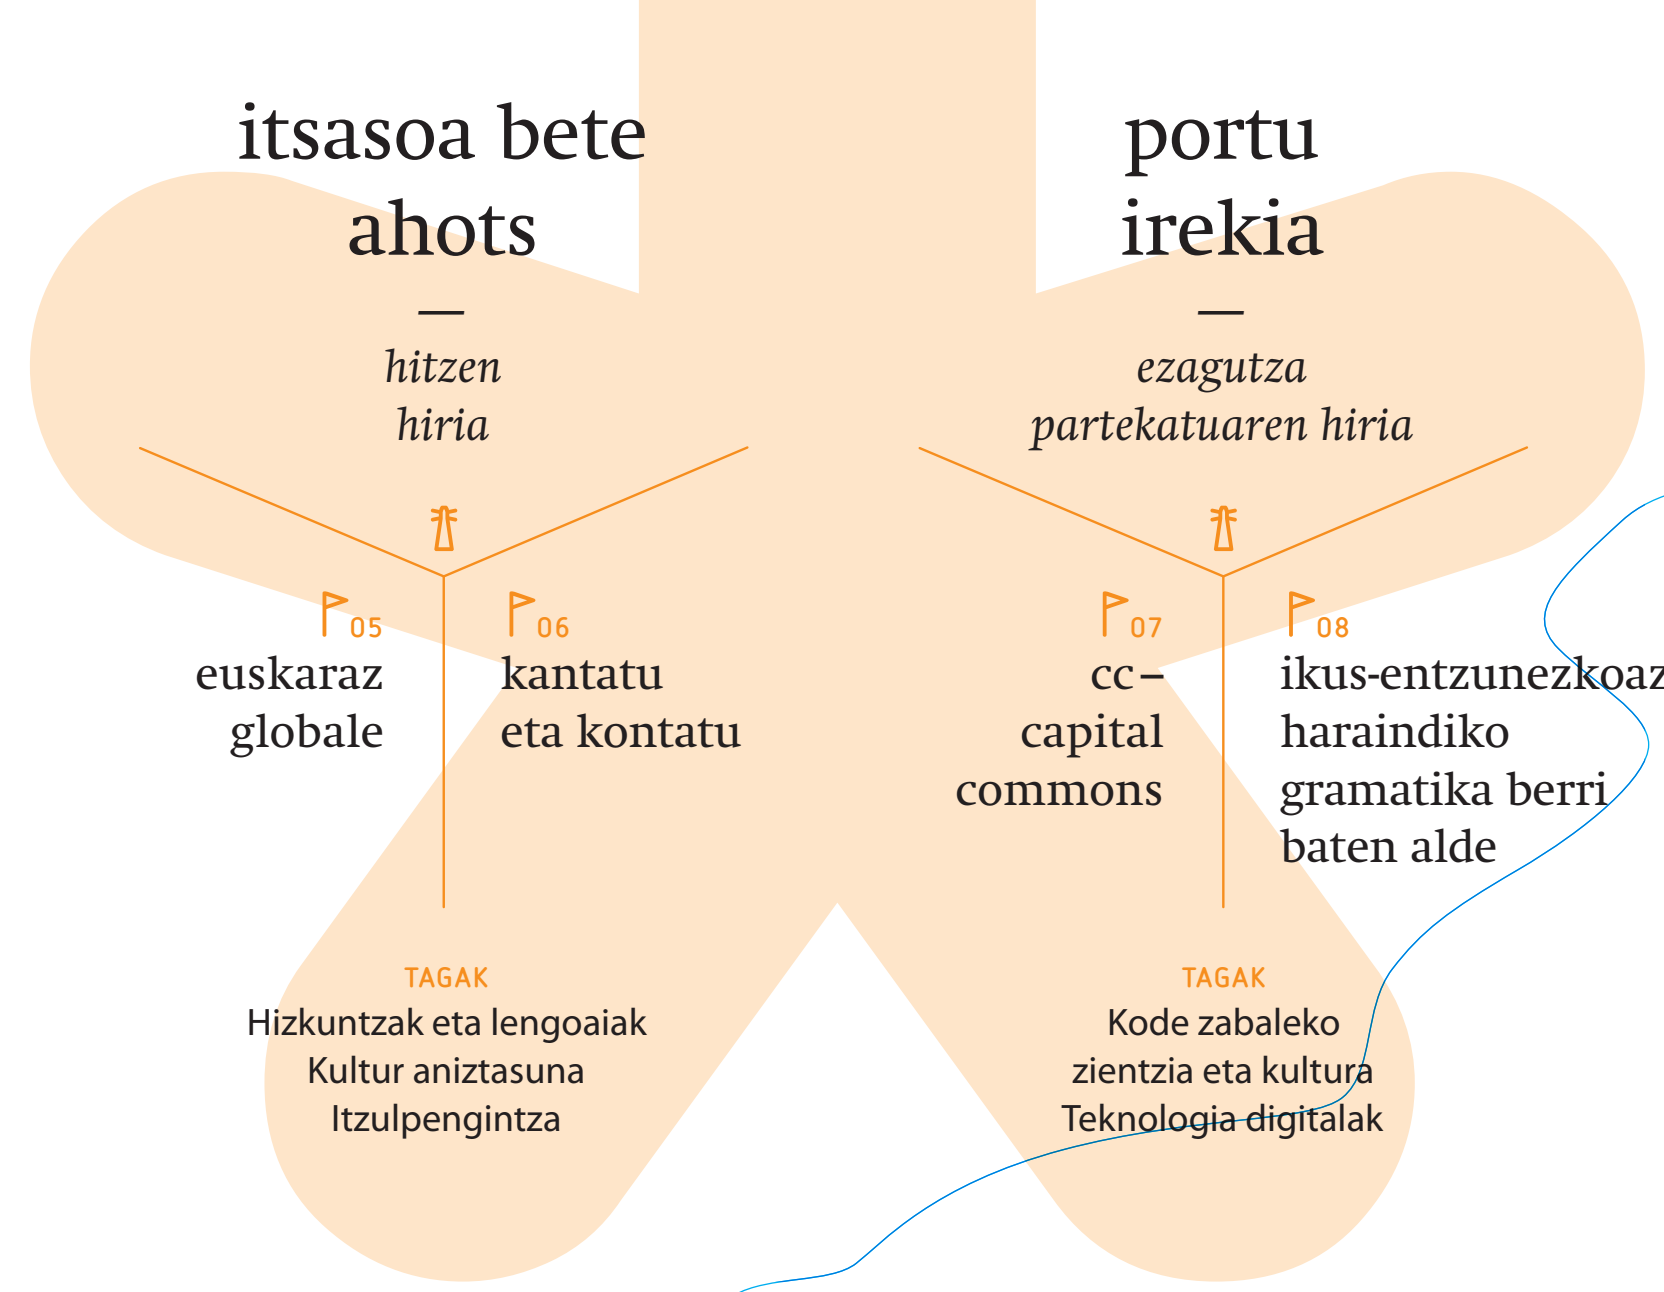 itsasoa bete
ahots
—
hitzen
hiria
05
euskaraz
globale
06
kantatu
eta kontatu
TAGAK
Hizkuntzak eta lengoaiak
Kultur aniztasuna
Itzulpengintza
portu
irekia
—
ezagutza
partekatuaren hiria
07
cc–
capital
commons
08
ikus-entzunezkoaz
haraindiko
gramatika berri
baten alde
TAGAK
Kode zabaleko
zientzia eta kultura
Teknologia digitalak